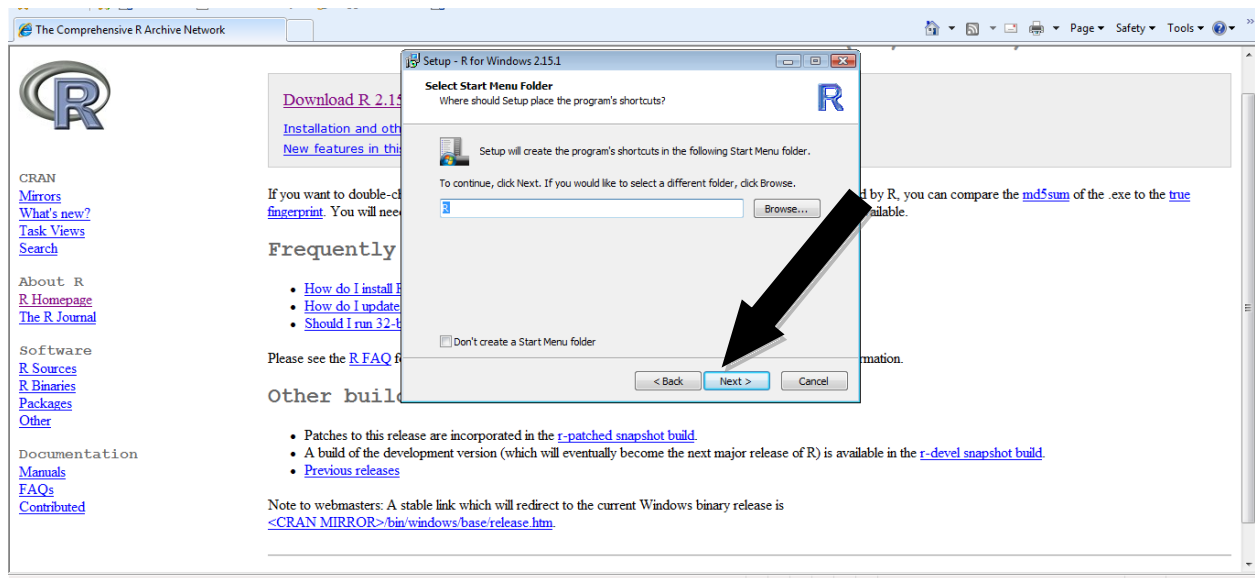 The Comprehensive R Archive Network
Page
Safety
Tools
R
CRAN
Mirrors
What's new?
Task Views
Search
About R
R Homepage
The R Journal
Software
R Sources
R Binaries
Packages
Other
Documentation
Manuals
FAQs
Contributed
Download R 2.15
Installation and oth
New features in this
If you want to double-ch
d by R, you can compare the md5sum of the .exe to the true
fingerprint. You will nee
ailable.
Frequently
How do I install
How do I update
Should I run 32-b
Please see the R FAQ f
rmation.
Other buil
Patches to this release are incorporated in the r-patched snapshot build.
A build of the development version (which will eventually become the next major release of R) is available in the r-devel snapshot build.
Previous releases
Note to webmasters: A stable link which will redirect to the current Windows binary release is
<CRAN MIRROR>/bin/windows/base/release.htm.
Setup - R for Windows 2.15.1
Select Start Menu Folder
Where should Setup place the program's shortcuts?
R
Setup will create the program's shortcuts in the following Start Menu folder.
To continue, click Next. If you would like to select a different folder, click Browse.
R
Browse...
Don't create a Start Menu folder
< Back
Next >
Cancel